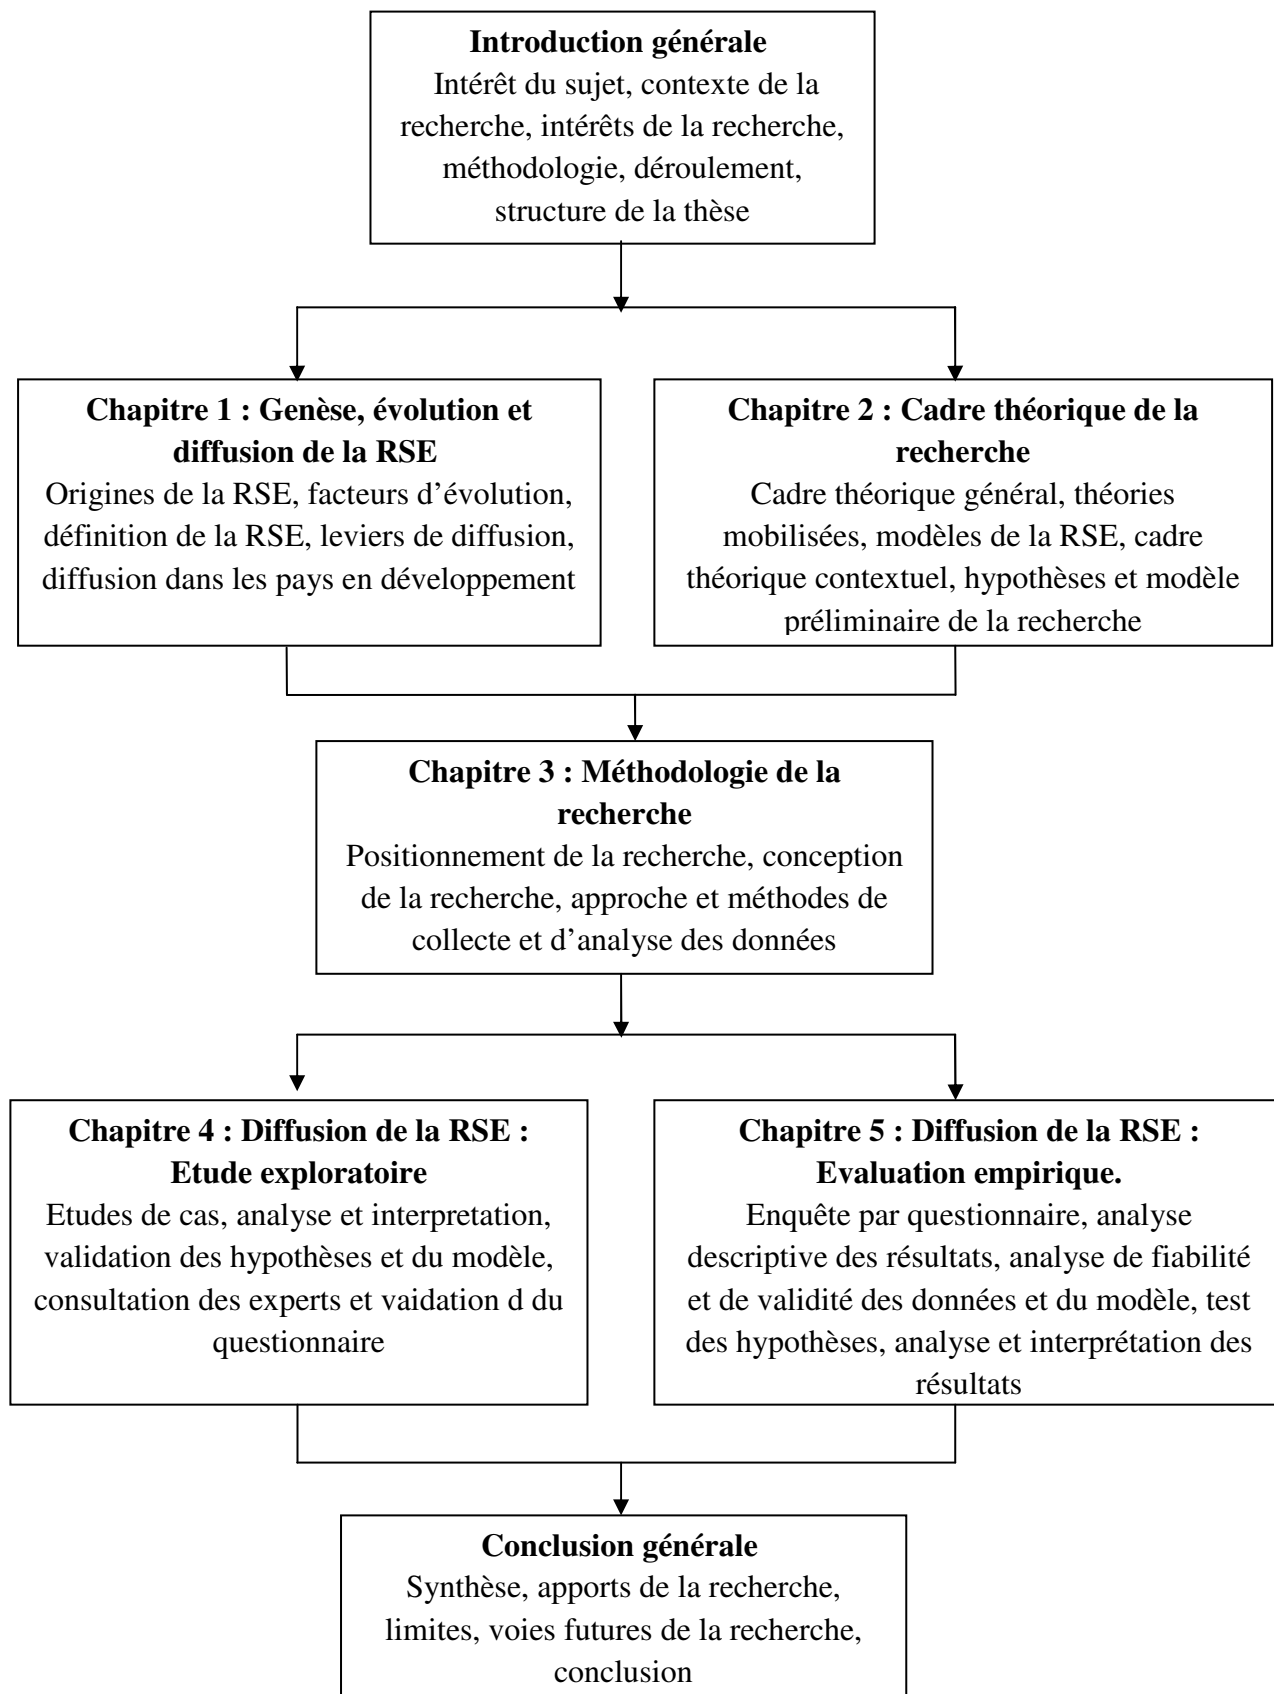 Introduction générale
Intérêt du sujet, contexte de la
recherche, intérêts de la recherche,
méthodologie, déroulement,
structure de la thèse
Chapitre 1 : Genèse, évolution et
diffusion de la RSE
Origines de la RSE, facteurs d’évolution,
définition de la RSE, leviers de diffusion,
diffusion dans les pays en développement
Chapitre 2 : Cadre théorique de la
recherche
Cadre théorique général, théories
mobilisées, modèles de la RSE, cadre
théorique contextuel, hypothèses et modèle
préliminaire de la recherche
Chapitre 3 : Méthodologie de la
recherche
Positionnement de la recherche, conception
de la recherche, approche et méthodes de
collecte et d’analyse des données
Chapitre 4 : Diffusion de la RSE :
Etude exploratoire
Etudes de cas, analyse et interpretation,
validation des hypothèses et du modèle,
consultation des experts et vaidation d du
questionnaire
Chapitre 5 : Diffusion de la RSE :
Evaluation empirique.
Enquête par questionnaire, analyse
descriptive des résultats, analyse de fiabilité
et de validité des données et du modèle, test
des hypothèses, analyse et interprétation des
résultats
Conclusion générale
Synthèse, apports de la recherche,
limites, voies futures de la recherche,
conclusion